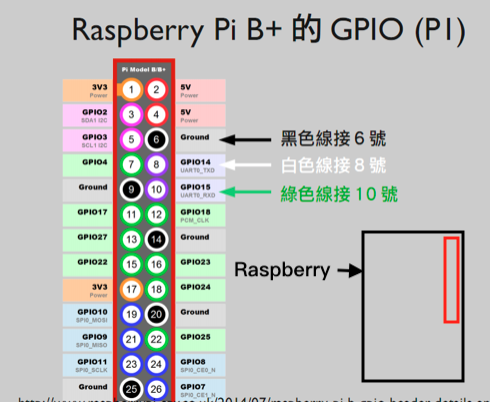 Raspberry Pi B+ 的 GPIO (P1)
Pi Model B/B+
3V3 Power 1 2 5V Power
GPIO2 SDA1 I2C 3 4 5V Power
GPIO3 SCL1 I2C 5 6 Ground
黑色線接 6 號
GPIO4 7 8 GPIO14 UART0_TXD
白色線接 8 號
Ground 9 10 GPIO15 UART0_RXD
綠色線接 10 號
GPIO17 11 12 GPIO18 PCM_CLK
GPIO27 13 14 Ground
GPIO22 15 16 GPIO23
3V3 Power 17 18 GPIO24
Raspberry
GPIO10 SPI0_MOSI 19 20 Ground
GPIO9 SPI0_MISO 21 22 GPIO25
GPIO11 SPI0_SCLK 23 24 GPIO8 SPI0_CE0_N
Ground 25 26 GPIO7 SPI0_CE1_N